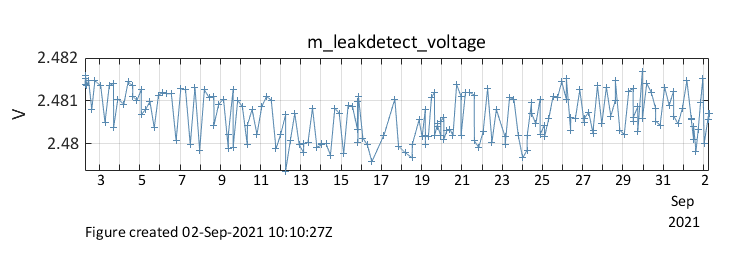 m_leakdetect_voltage
2.482
2.481
2.48
V
3 5 7 9 11 13 15 17 19 21 23 25 27 29 31 2
Sep
2021
Figure created 02-Sep-2021 10:10:27Z